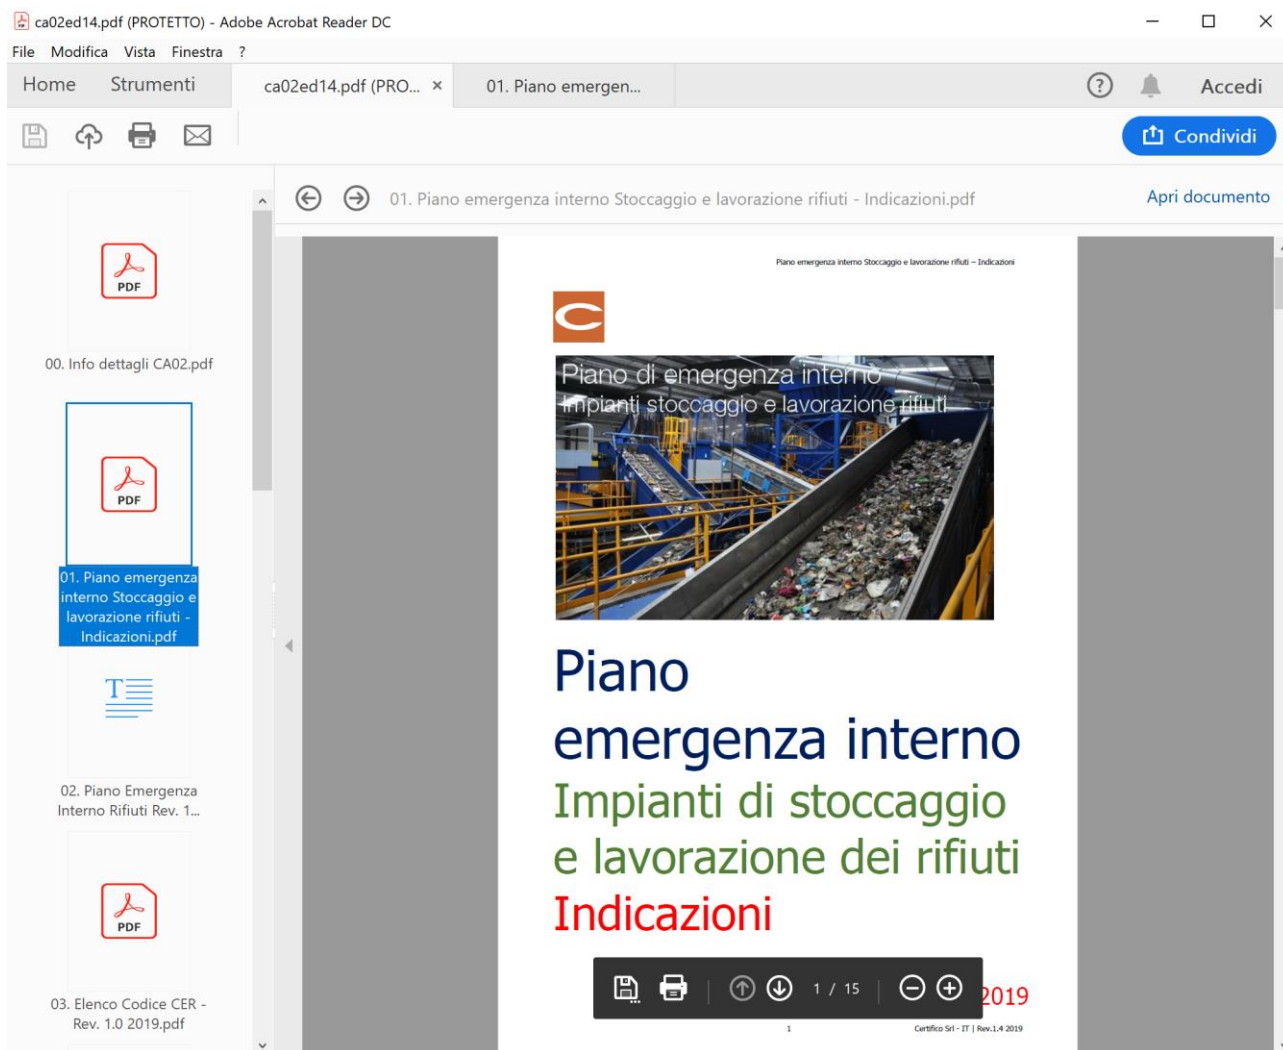 ca02ed14.pdf (PROTETTO) - Adobe Acrobat Reader DC
File Modifica Vista Finestra ?
Home Strumenti ca02ed14.pdf (PRO... × 01. Piano emergen... Accedi
Condividi
01. Piano emergenza interno Stoccaggio e lavorazione rifiuti - Indicazioni.pdf Apri documento
PDF
00. Info dettagli CA02.pdf
PDF
01. Piano emergenza
interno Stoccaggio e
lavorazione rifiuti -
Indicazioni.pdf
02. Piano Emergenza
Interno Rifiuti Rev. 1...
PDF
03. Elenco Codice CER -
Rev. 1.0 2019.pdf
Piano emergenza interno Stoccaggio e lavorazione rifiuti – Indicazioni
Piano di emergenza interno
Impianti stoccaggio e lavorazione rifiuti
Piano
emergenza interno
Impianti di stoccaggio
e lavorazione dei rifiuti
Indicazioni
1 / 15
2019
1 Certifico Srl - IT | Rev.1.4 2019